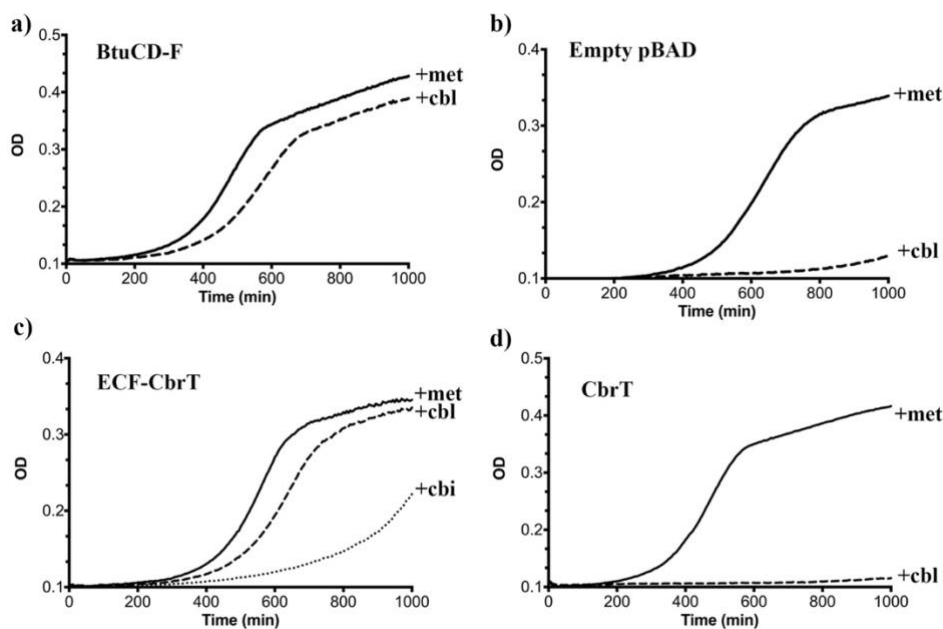 a)
BtuCD-F
0.5
0.4
0.3
0.2
0.1
OD
0
200
400
600
800
1000
Time (min)
+met
+cbl
b)
Empty pBAD
0.4
0.3
0.2
0.1
OD
0
200
400
600
800
1000
Time (min)
+met
+cbl
c)
ECF-CbrT
0.4
0.3
0.2
0.1
OD
0
200
400
600
800
1000
Time (min)
+met
+cbl
+cbi
d)
CbrT
0.5
0.4
0.3
0.2
0.1
OD
0
200
400
600
800
1000
Time (min)
+met
+cbl